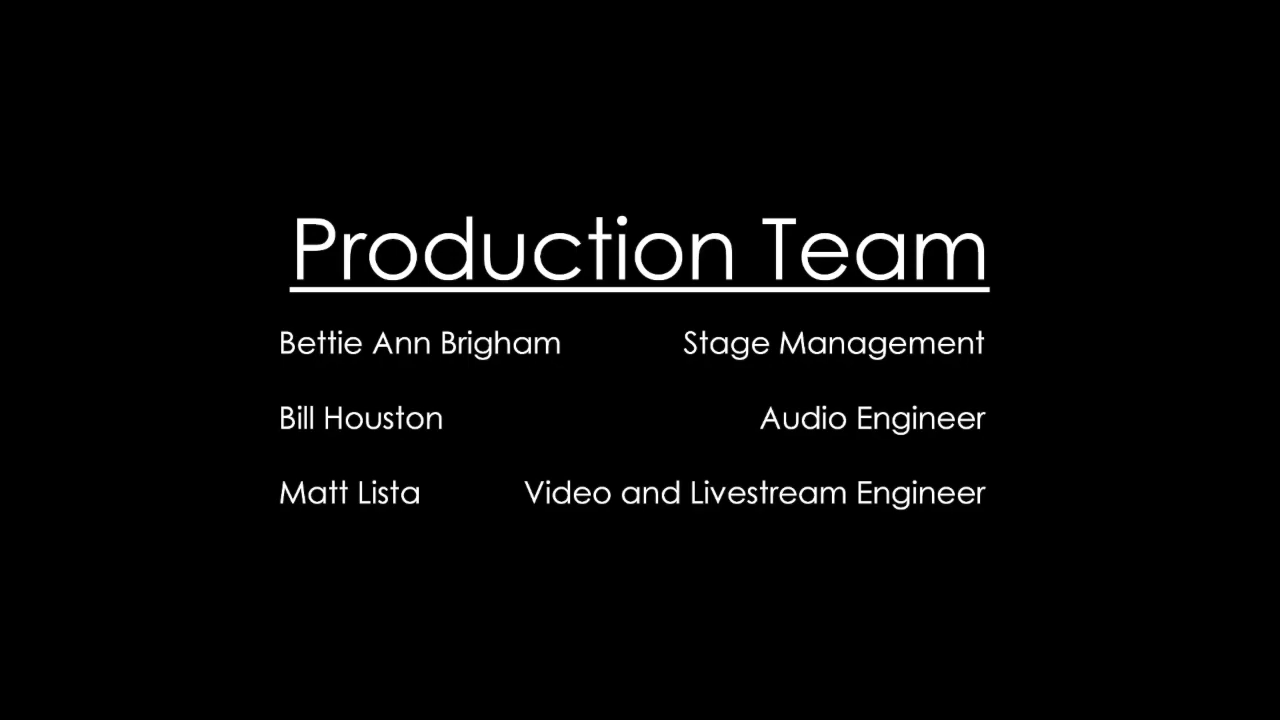 Production Team
Bettie Ann Brigham Stage Management
Bill Houston Audio Engineer
Matt Lista Video and Livestream Engineer